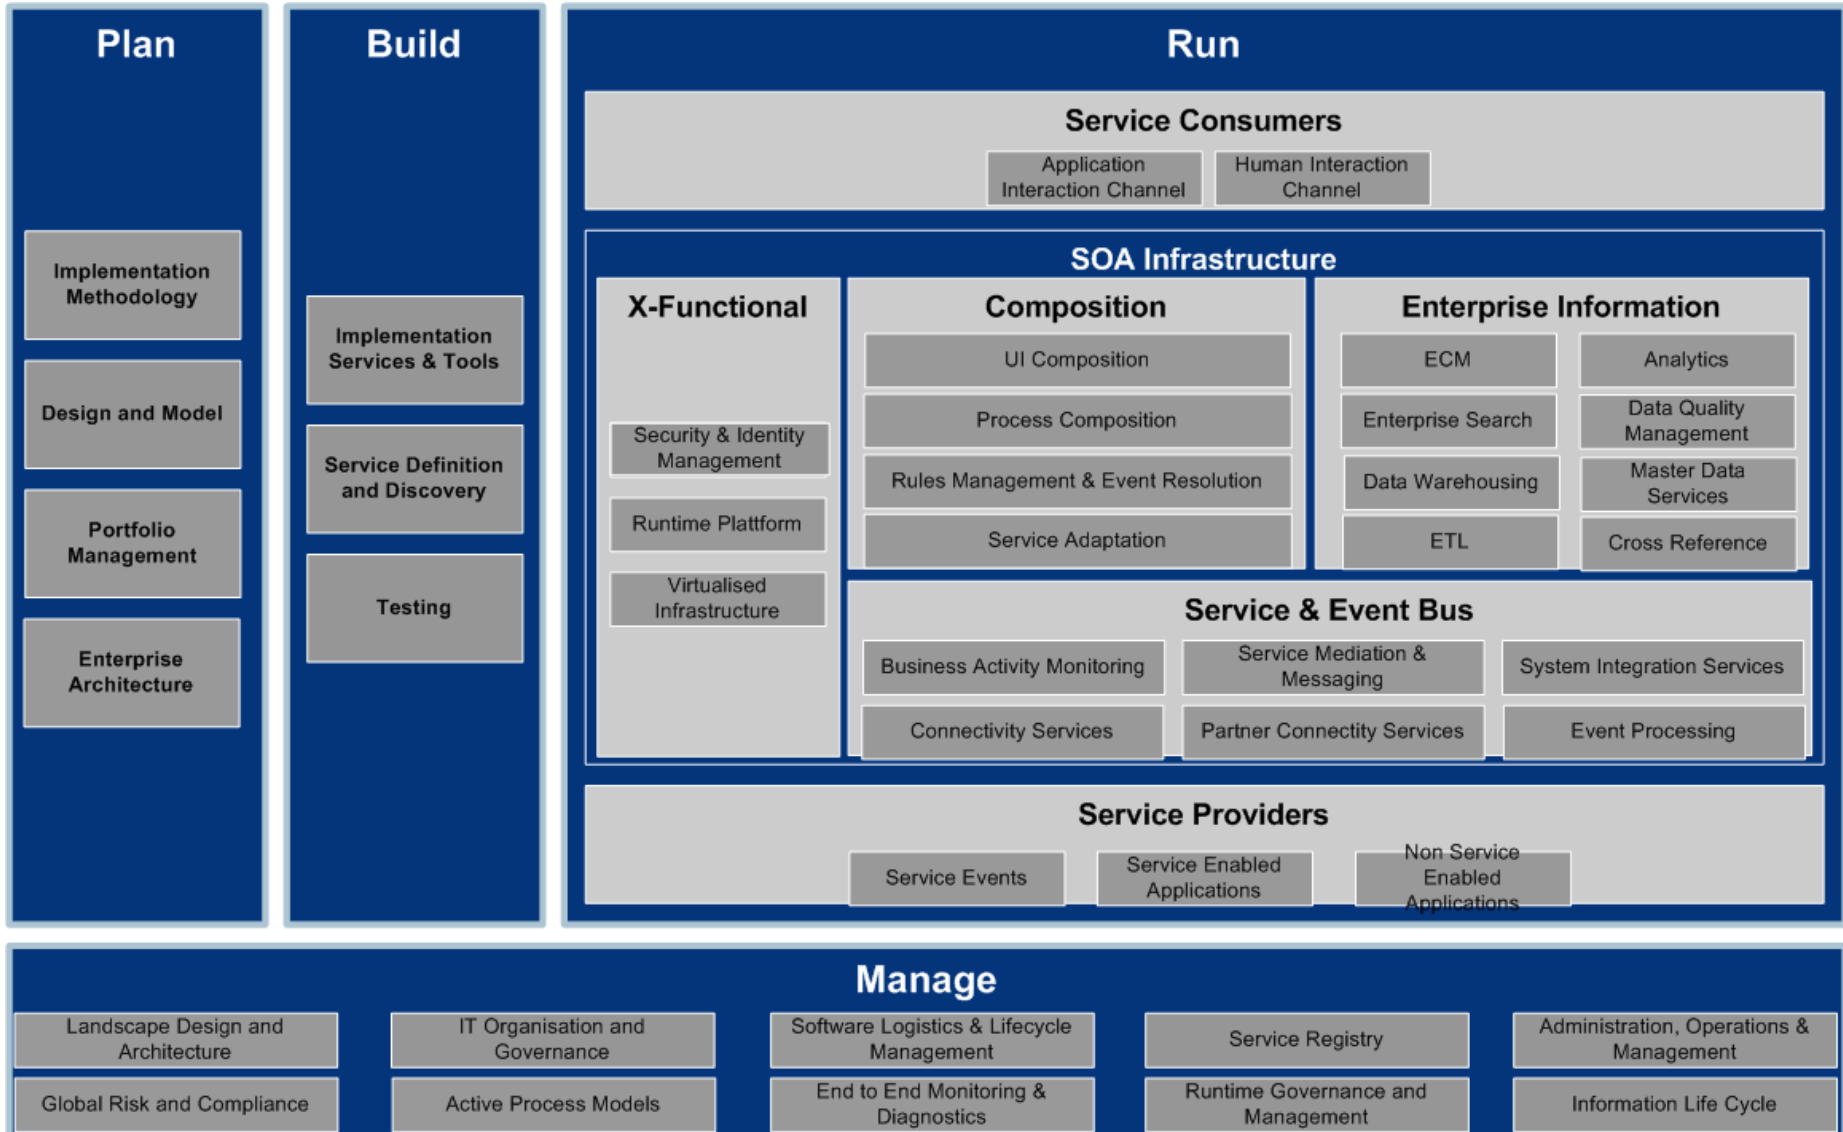 Plan
Implementation
Methodology
Design and Model
Portfolio
Management
Enterprise
Architecture
Build
Implementation
Services & Tools
Service Definition
and Discovery
Testing
Run
Service Consumers
Application
Interaction Channel
Human Interaction
Channel
SOA Infrastructure
X-Functional
Security & Identity
Management
Runtime Plattform
Virtualised
Infrastructure
Composition
UI Composition
Process Composition
Rules Management & Event Resolution
Service Adaptation
Enterprise Information
ECM
Analytics
Enterprise Search
Data Quality
Management
Data Warehousing
Master Data
Services
ETL
Cross Reference
Service & Event Bus
Business Activity Monitoring
Service Mediation &
Messaging
System Integration Services
Connectivity Services
Partner Connectity Services
Event Processing
Service Providers
Service Events
Service Enabled
Applications
Non Service
Enabled
Applications
Manage
Landscape Design and
Architecture
IT Organisation and
Governance
Software Logistics & Lifecycle
Management
Service Registry
Administration, Operations &
Management
Global Risk and Compliance
Active Process Models
End to End Monitoring &
Diagnostics
Runtime Governance and
Management
Information Life Cycle